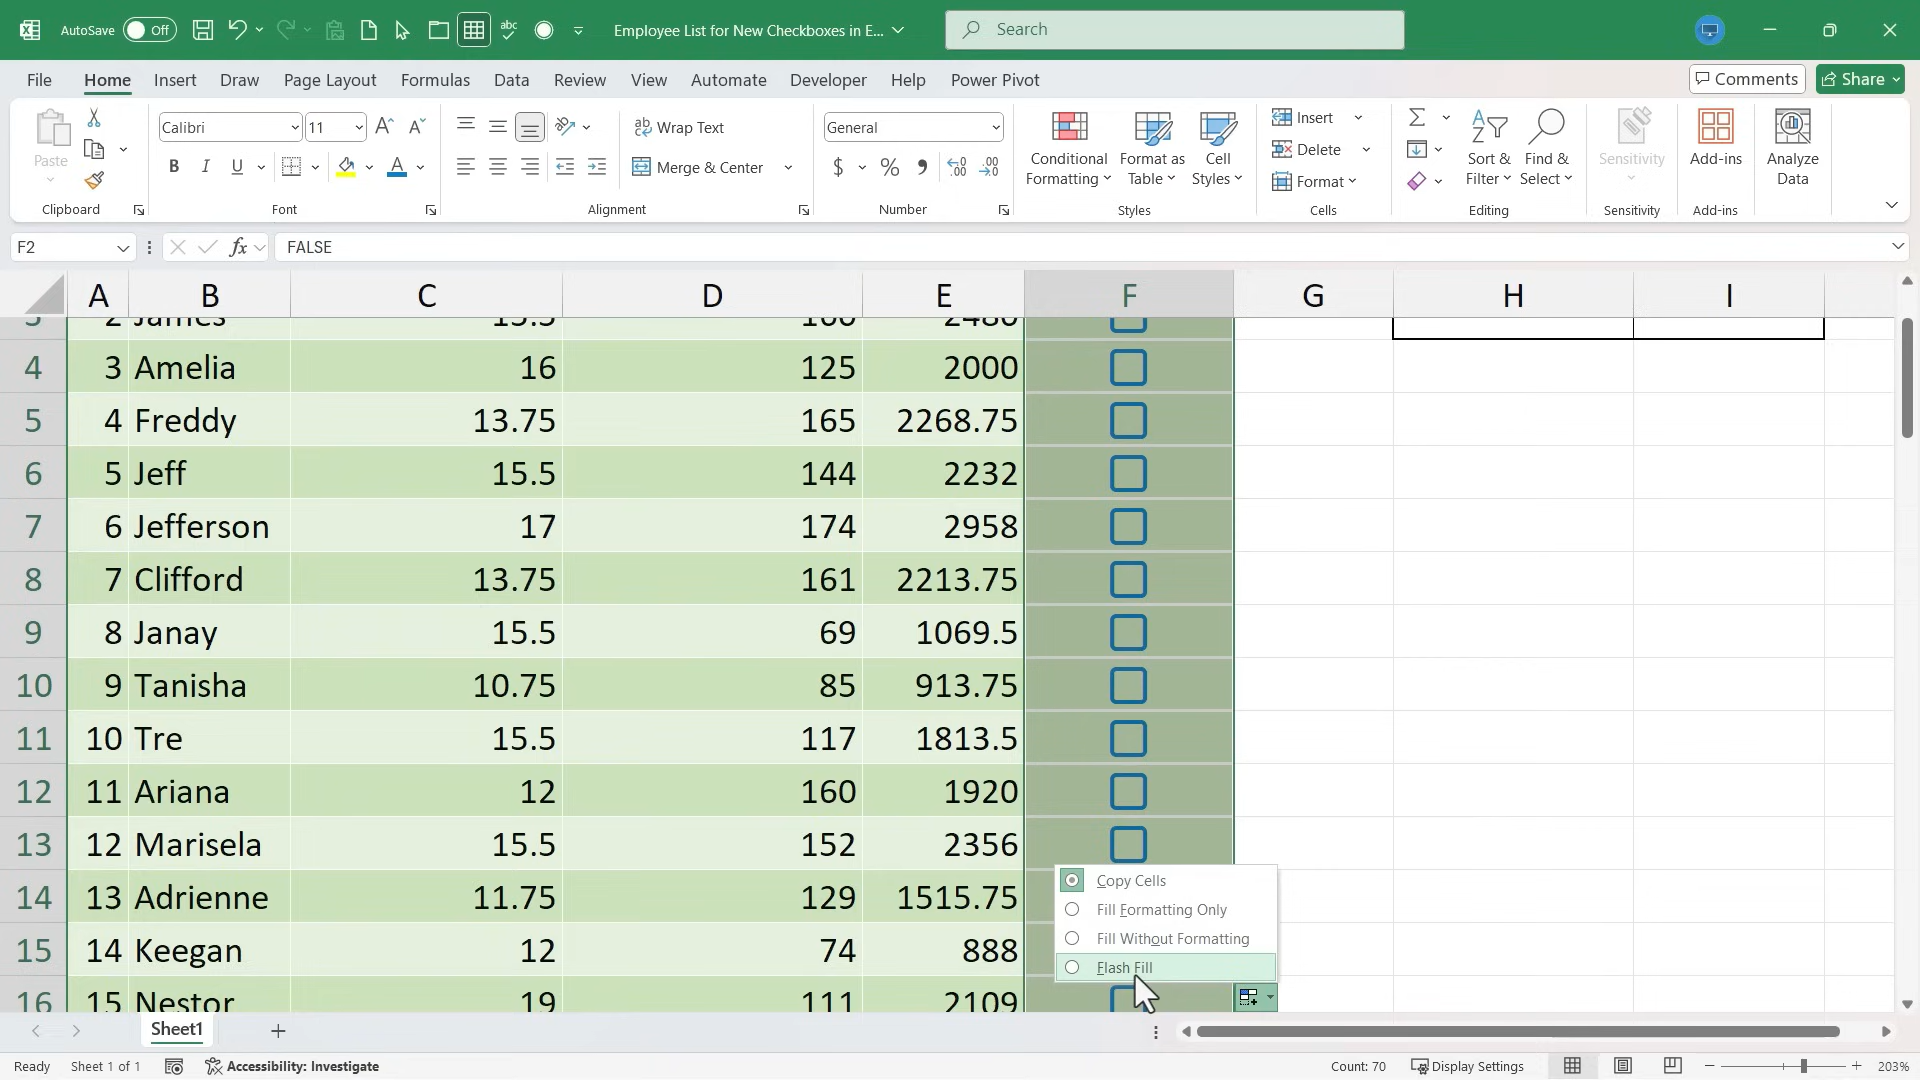 AutoSave Off Employee List for New Checkboxes in E... Search
File Home Insert Draw Page Layout Formulas Data Review View Automate Developer Help Power Pivot Comments Share
Paste Calibri 11 Wrap Text General Conditional Formatting Format as Table Cell Styles Insert Sort & Filter Find & Select Sensitivity Add-ins Analyze Data
B I U Merge & Center $ % Delete
Format
Clipboard Font Alignment Number Styles Cells Editing Sensitivity Add-ins
F2 fx FALSE
A B C D E F G H I
3 2 James 15.5 160 2480
4 3 Amelia 16 125 2000
5 4 Freddy 13.75 165 2268.75
6 5 Jeff 15.5 144 2232
7 6 Jefferson 17 174 2958
8 7 Clifford 13.75 161 2213.75
9 8 Janay 15.5 69 1069.5
10 9 Tanisha 10.75 85 913.75
11 10 Tre 15.5 117 1813.5
12 11 Ariana 12 160 1920
13 12 Marisela 15.5 152 2356
14 13 Adrienne 11.75 129 1515.75
15 14 Keegan 12 74 888
16 15 Nestor 19 111 2109
Copy Cells
Fill Formatting Only
Fill Without Formatting
Flash Fill
Sheet1
Ready Sheet 1 of 1 Accessibility: Investigate Count: 70 Display Settings 203%